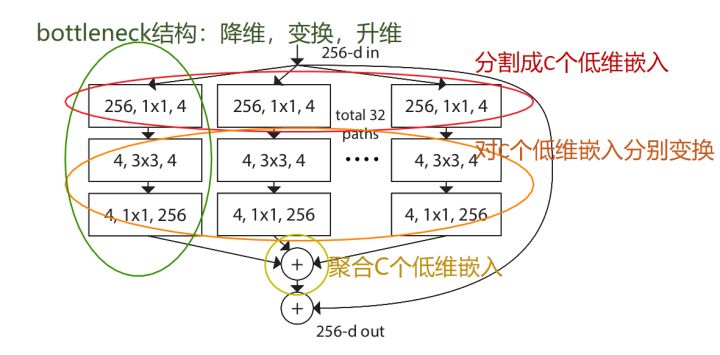 bottleneck结构：降维，变换，升维
256-d in
分割成C个低维嵌入
256, 1x1, 4
256, 1x1, 4
256, 1x1, 4
total 32
paths
4, 3x3, 4
4, 3x3, 4
....
4, 3x3, 4
对C个低维嵌入分别变换
4, 1x1, 256
4, 1x1, 256
4, 1x1, 256
+
聚合C个低维嵌入
+
256-d out